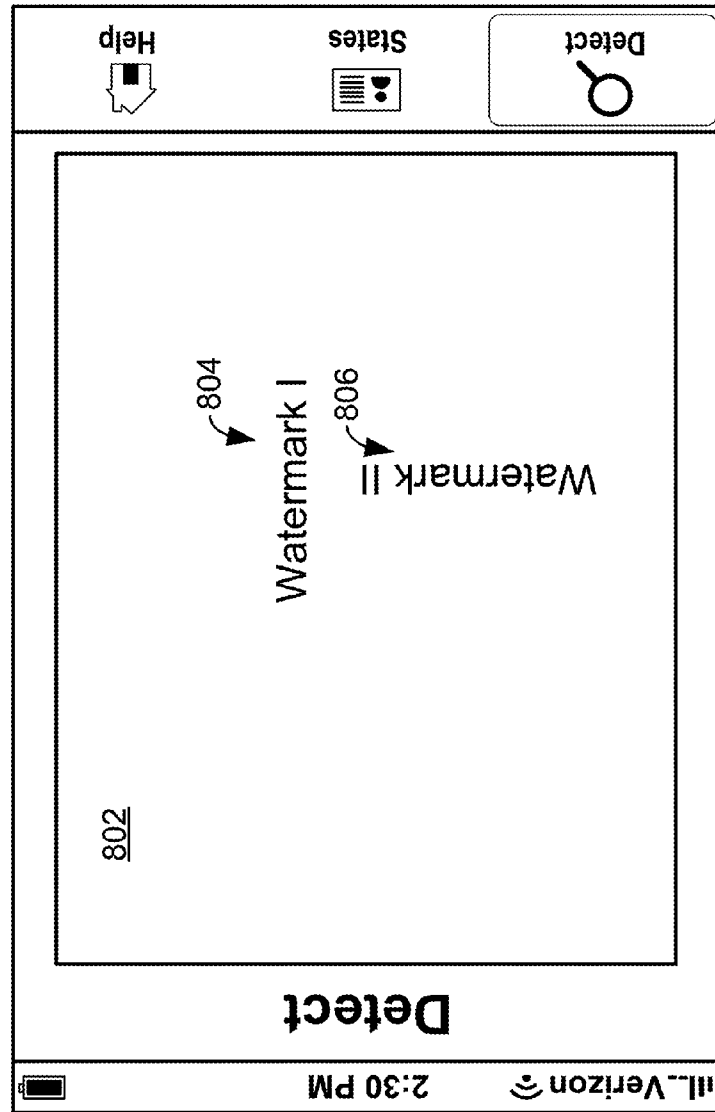 Verizon
2:30 PM
Detect
802
804
Watermark I
806
Watermark II
Detect
States
Help